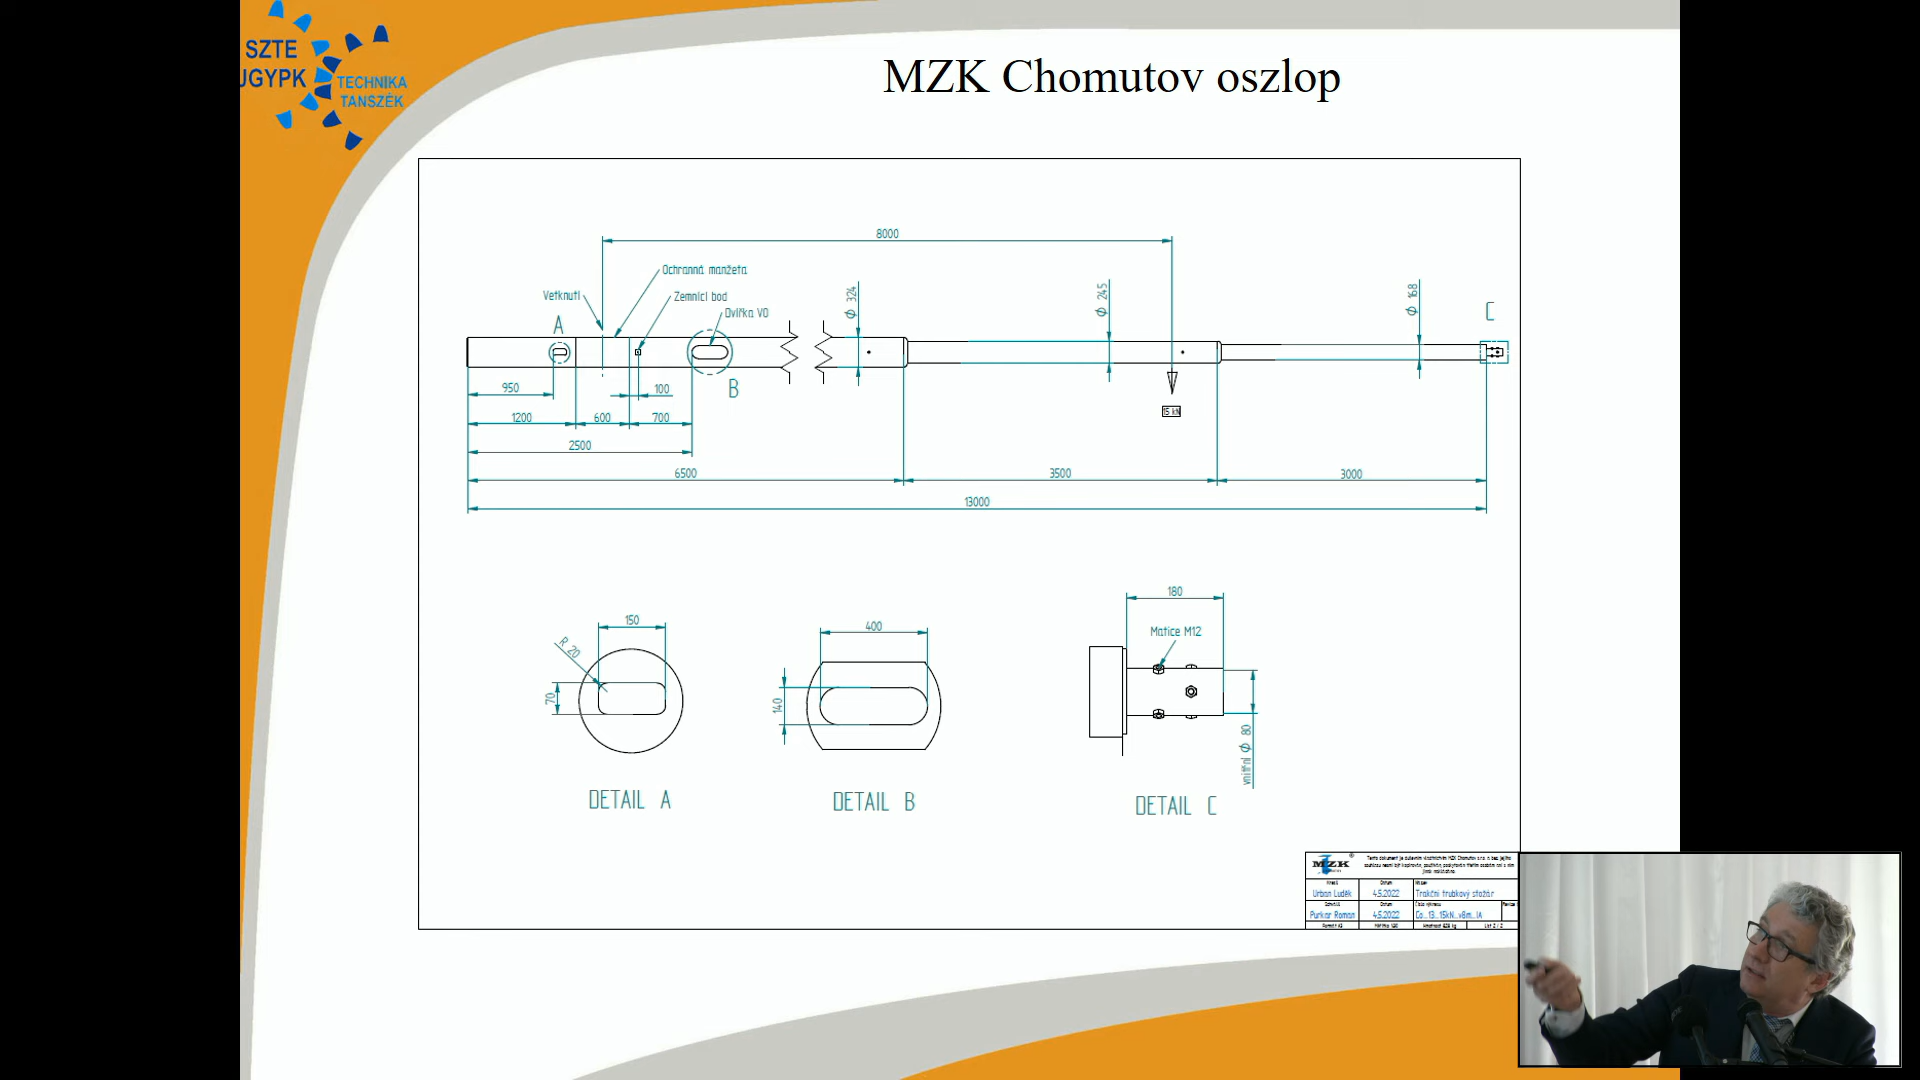 SZTE
JGYPK
TECHNIKA
TANSZÉK
MZK Chomutov oszlop
8000
Ochranná manžeta
Vetknutí
Zemnící bod
Dvířka VO
A
B
C
Ø 324
Ø 245
Ø 168
950
100
15 kN
1200
600
700
2500
6500
3500
3000
13000
150
R 20
70
400
140
180
Matice M12
vnitřní Ø 80
DETAIL A
DETAIL B
DETAIL C
MZK
Urban Luděk
4.5.2022
Trakční trubkový stožár
Purkar Roman
4.5.2022